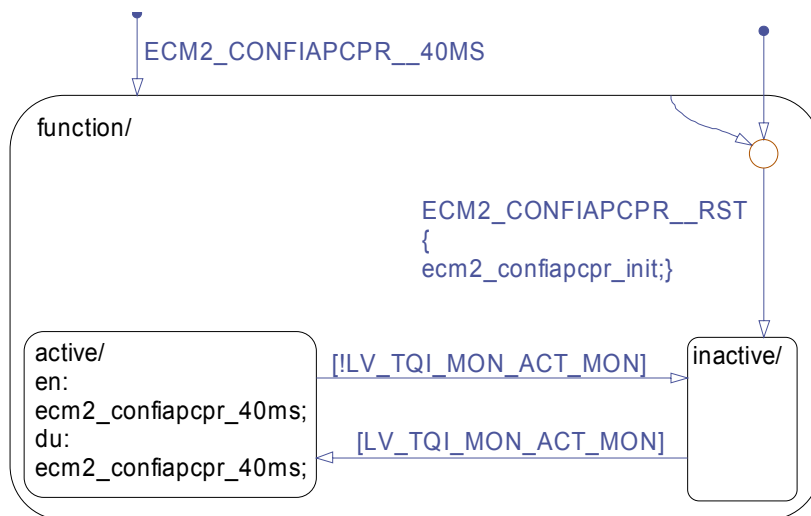 ECM2_CONFIAPCPR__40MS
function/
ECM2_CONFIAPCPR__RST
{
ecm2_confiapcpr_init;}
active/
en:
ecm2_confiapcpr_40ms;
du:
ecm2_confiapcpr_40ms;
[!LV_TQI_MON_ACT_MON]
[LV_TQI_MON_ACT_MON]
inactive/